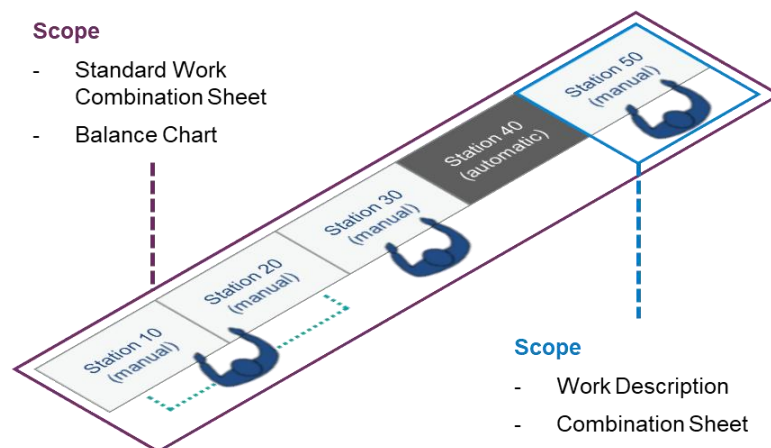 Scope
- Standard Work
Combination Sheet
- Balance Chart
Station 10
(manual)
Station 20
(manual)
Station 30
(manual)
Station 40
(automatic)
Station 50
(manual)
Scope
- Work Description
- Combination Sheet